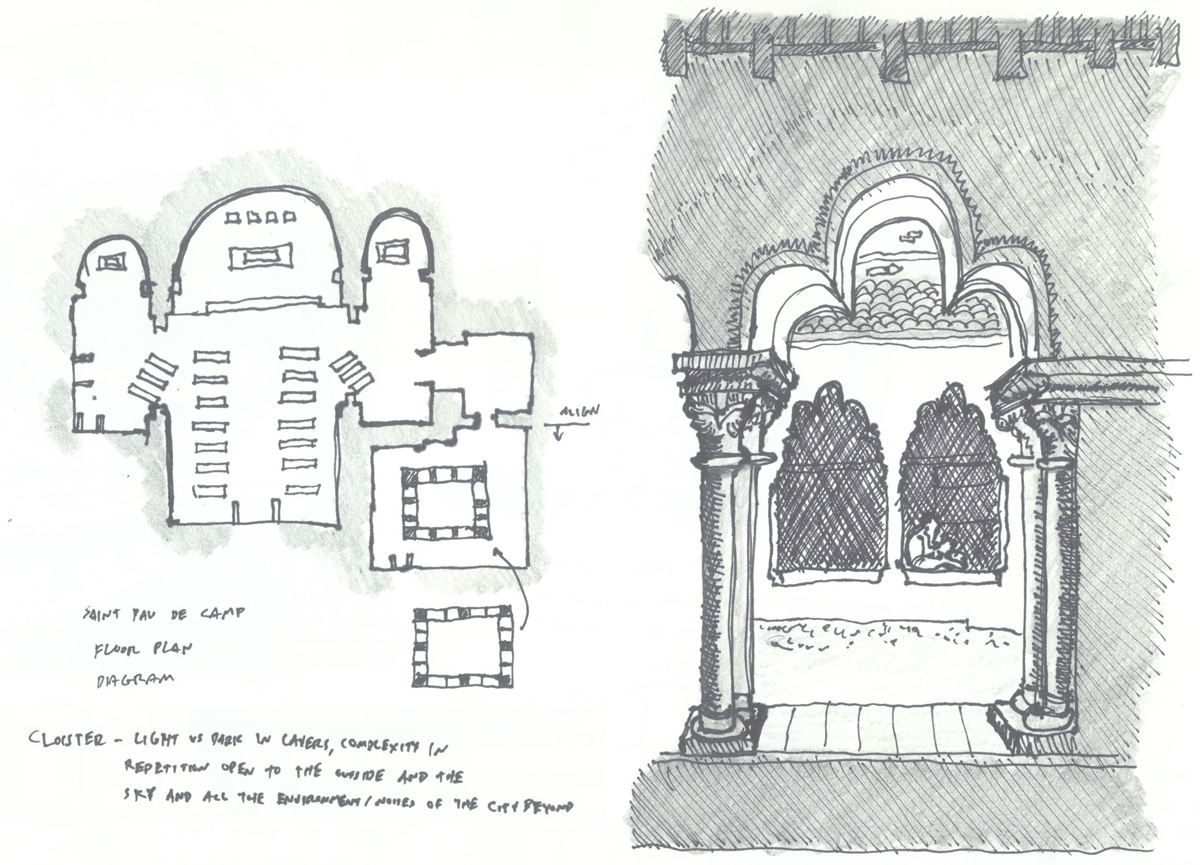 ALIGN
SAINT PAU DE CAMP
FLOOR PLAN
DIAGRAM
CLOISTER - LIGHT VS DARK IN LAYERS, COMPLEXITY IN
REPETITION OPEN TO THE OUTSIDE AND THE
SKY AND ALL THE ENVIRONMENT/NOISES OF THE CITY BEYOND